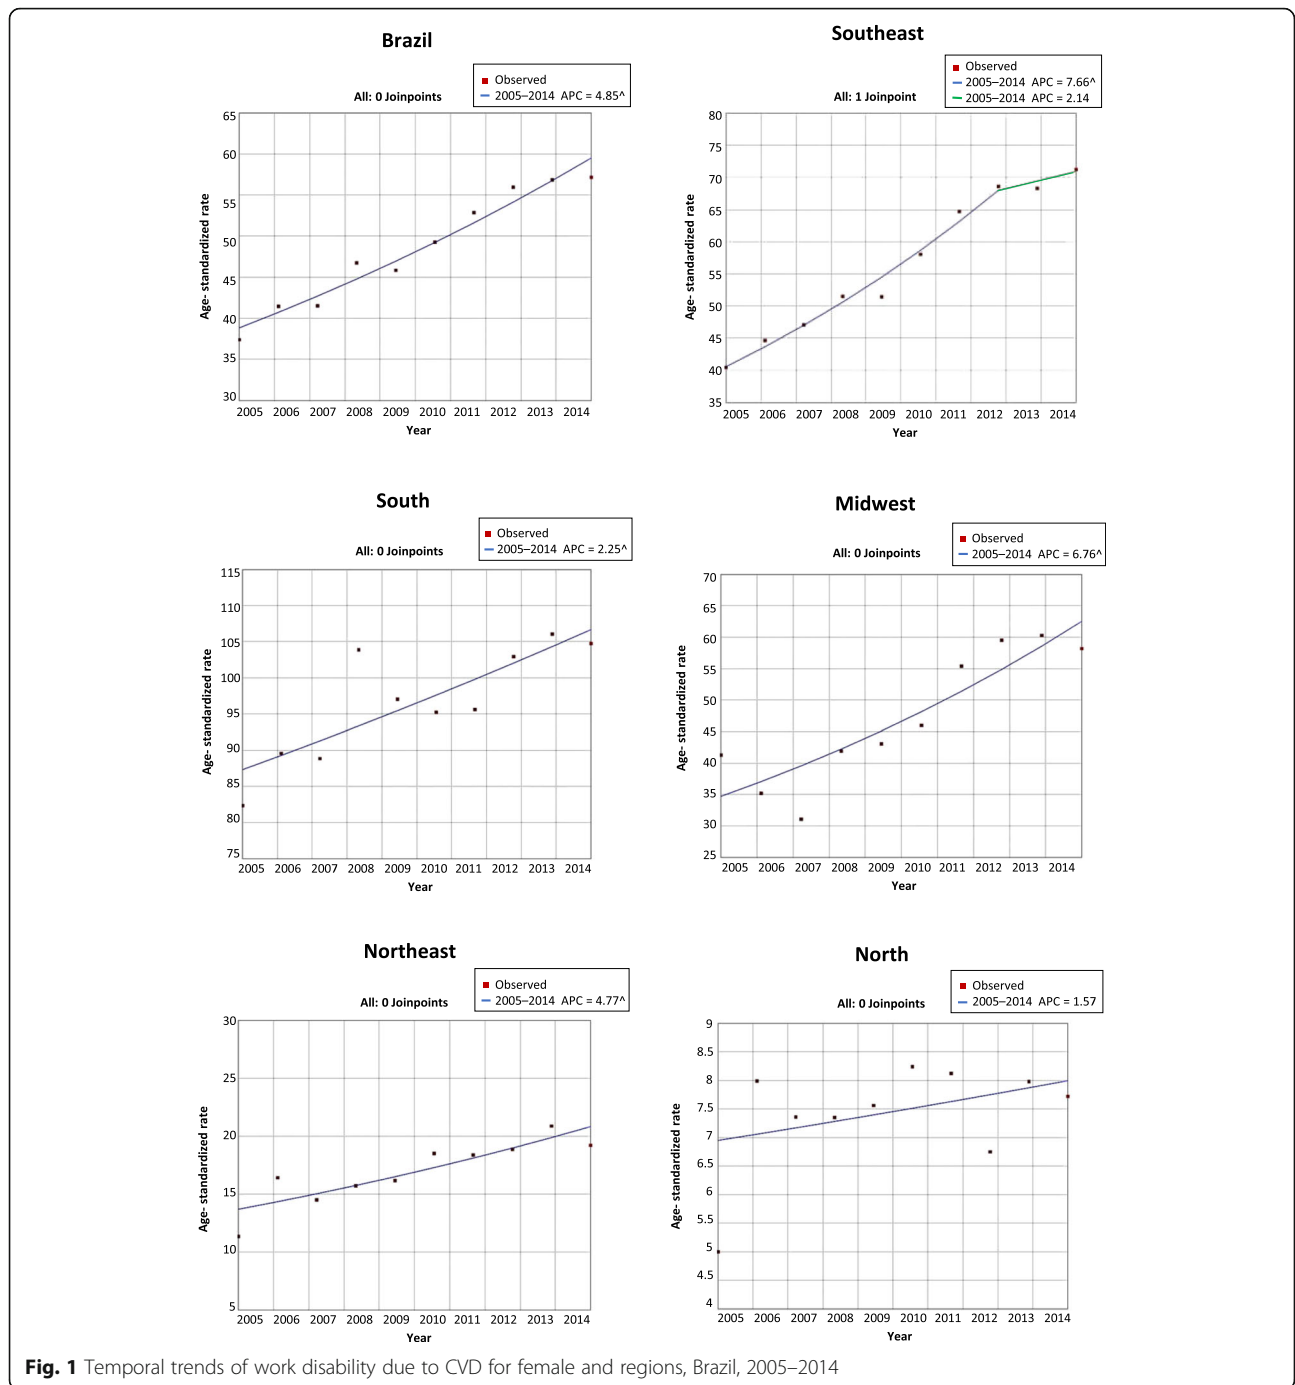 Brazil
Observed
2005–2014 APC = 4.85^
All: 0 Joinpoints
Age- standardized rate
65
60
55
50
45
40
35
30
2005 2006 2007 2008 2009 2010 2011 2012 2013 2014
Year
Southeast
Observed
2005–2014 APC = 7.66^
2005–2014 APC = 2.14
All: 1 Joinpoint
Age- standardized rate
80
75
70
65
60
55
50
45
40
35
2005 2006 2007 2008 2009 2010 2011 2012 2013 2014
Year
South
Observed
2005–2014 APC = 2.25^
All: 0 Joinpoints
Age- standardized rate
115
110
105
100
95
90
85
80
75
2005 2006 2007 2008 2009 2010 2011 2012 2013 2014
Year
Midwest
Observed
2005–2014 APC = 6.76^
All: 0 Joinpoints
Age- standardized rate
70
65
60
55
50
45
40
35
30
25
2005 2006 2007 2008 2009 2010 2011 2012 2013 2014
Year
Northeast
Observed
2005–2014 APC = 4.77^
All: 0 Joinpoints
Age- standardized rate
30
25
20
15
10
5
2005 2006 2007 2008 2009 2010 2011 2012 2013 2014
Year
North
Observed
2005–2014 APC = 1.57
All: 0 Joinpoints
Age- standardized rate
9
8.5
8
7.5
7
6.5
6
5.5
5
4.5
4
2005 2006 2007 2008 2009 2010 2011 2012 2013 2014
Year
Fig. 1 Temporal trends of work disability due to CVD for female and regions, Brazil, 2005–2014